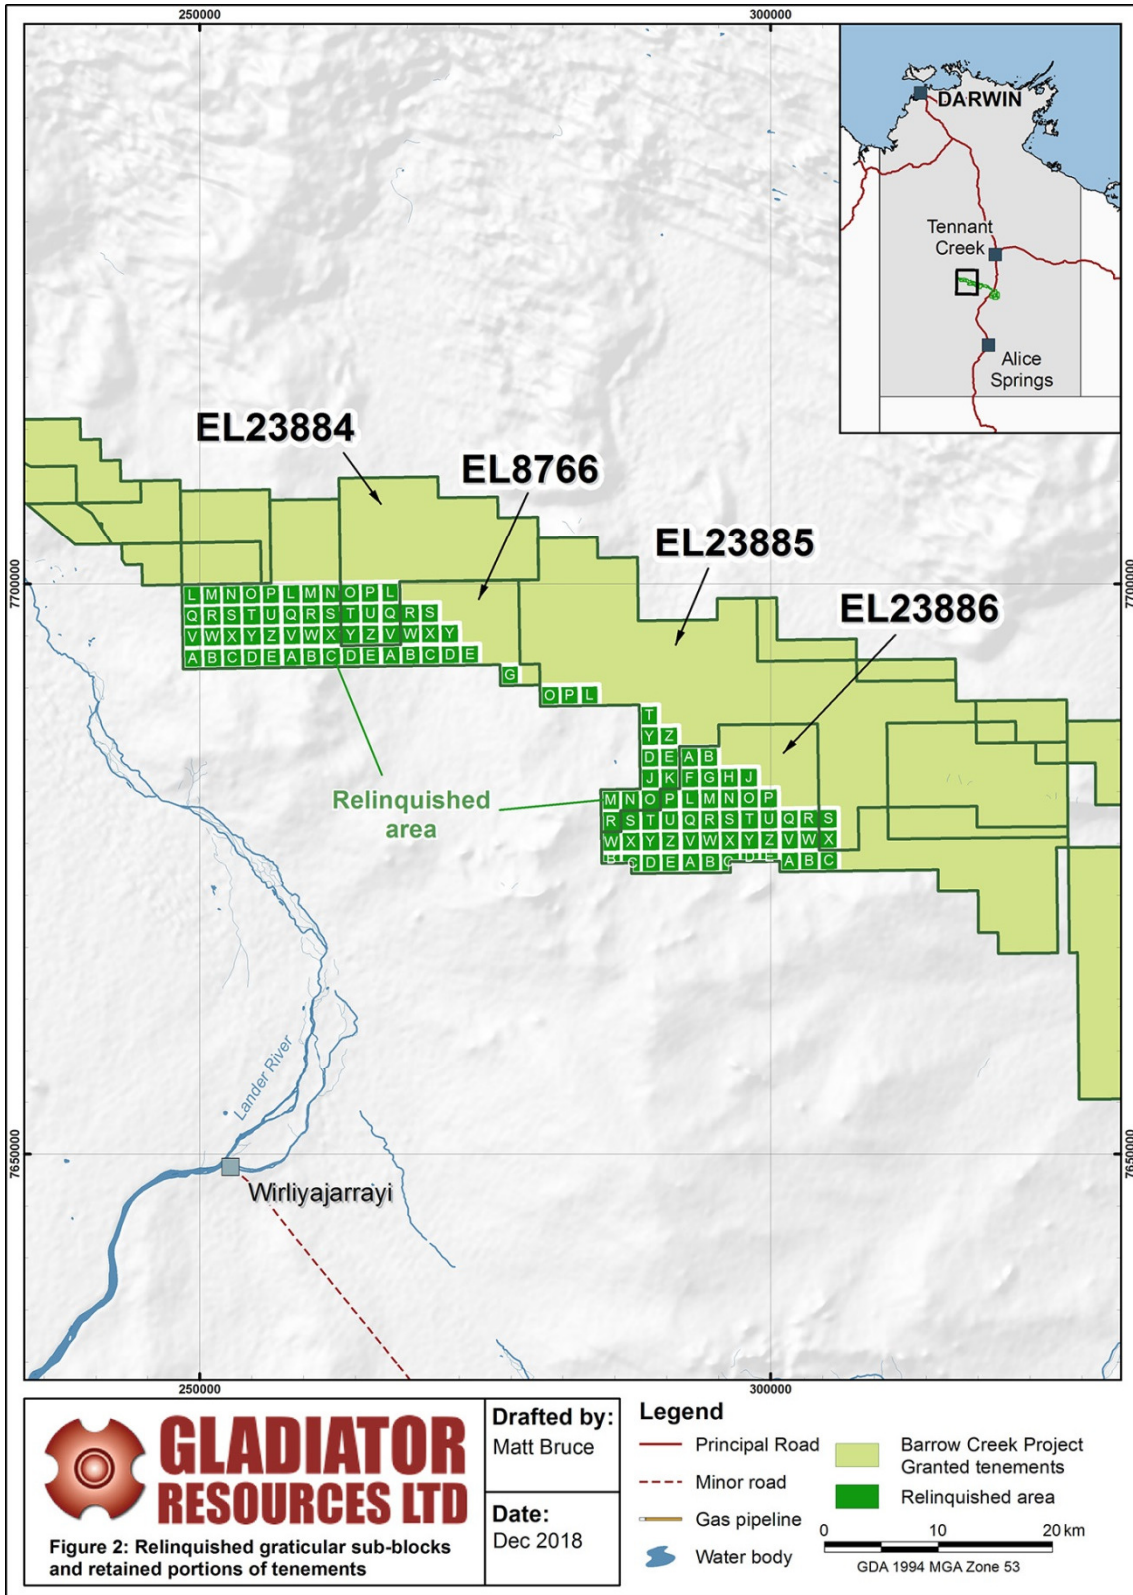 250000
300000
DARWIN
Tennant
Creek
Alice
Springs
EL23884
EL8766
EL23885
EL23886
7700000
7700000
L M N O P L M N O P L
Q R S T U Q R S T U Q R S
V W X Y Z V W X Y Z V W X Y
A B C D E A B C D E A B C D E
G
O P L
T
Y Z
D E A B
J K F G H J
M N O P L M N O P
R S T U Q R S T U Q R S
W X Y Z V W X Y Z V W X
B C D E A B C D E A B C
Relinquished
area
Lander River
7650000
7650000
Wirliyajarrayi
250000
300000
GLADIATOR
RESOURCES LTD
Figure 2: Relinquished graticular sub-blocks
and retained portions of tenements
Drafted by:
Matt Bruce
Date:
Dec 2018
Legend
Principal Road
Minor road
Gas pipeline
Water body
Barrow Creek Project
Granted tenements
Relinquished area
0 10 20 km
GDA 1994 MGA Zone 53